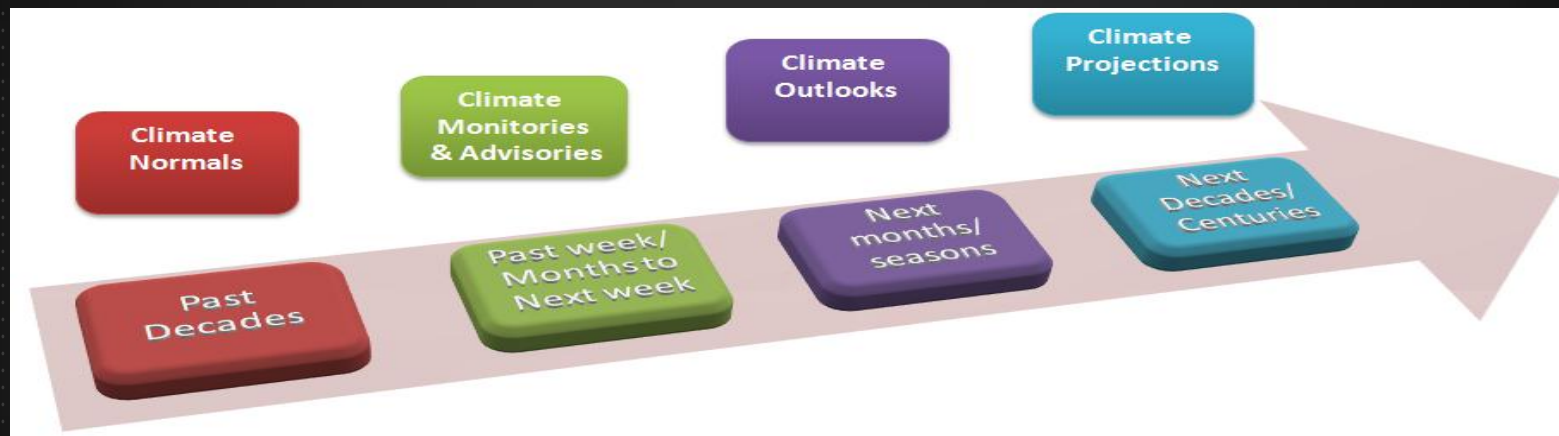 Climate
Normals
Climate
Monitories
& Advisories
Climate
Outlooks
Climate
Projections
Past
Decades
Past week/
Months to
Next week
Next
months/
seasons
Next
Decades/
Centuries